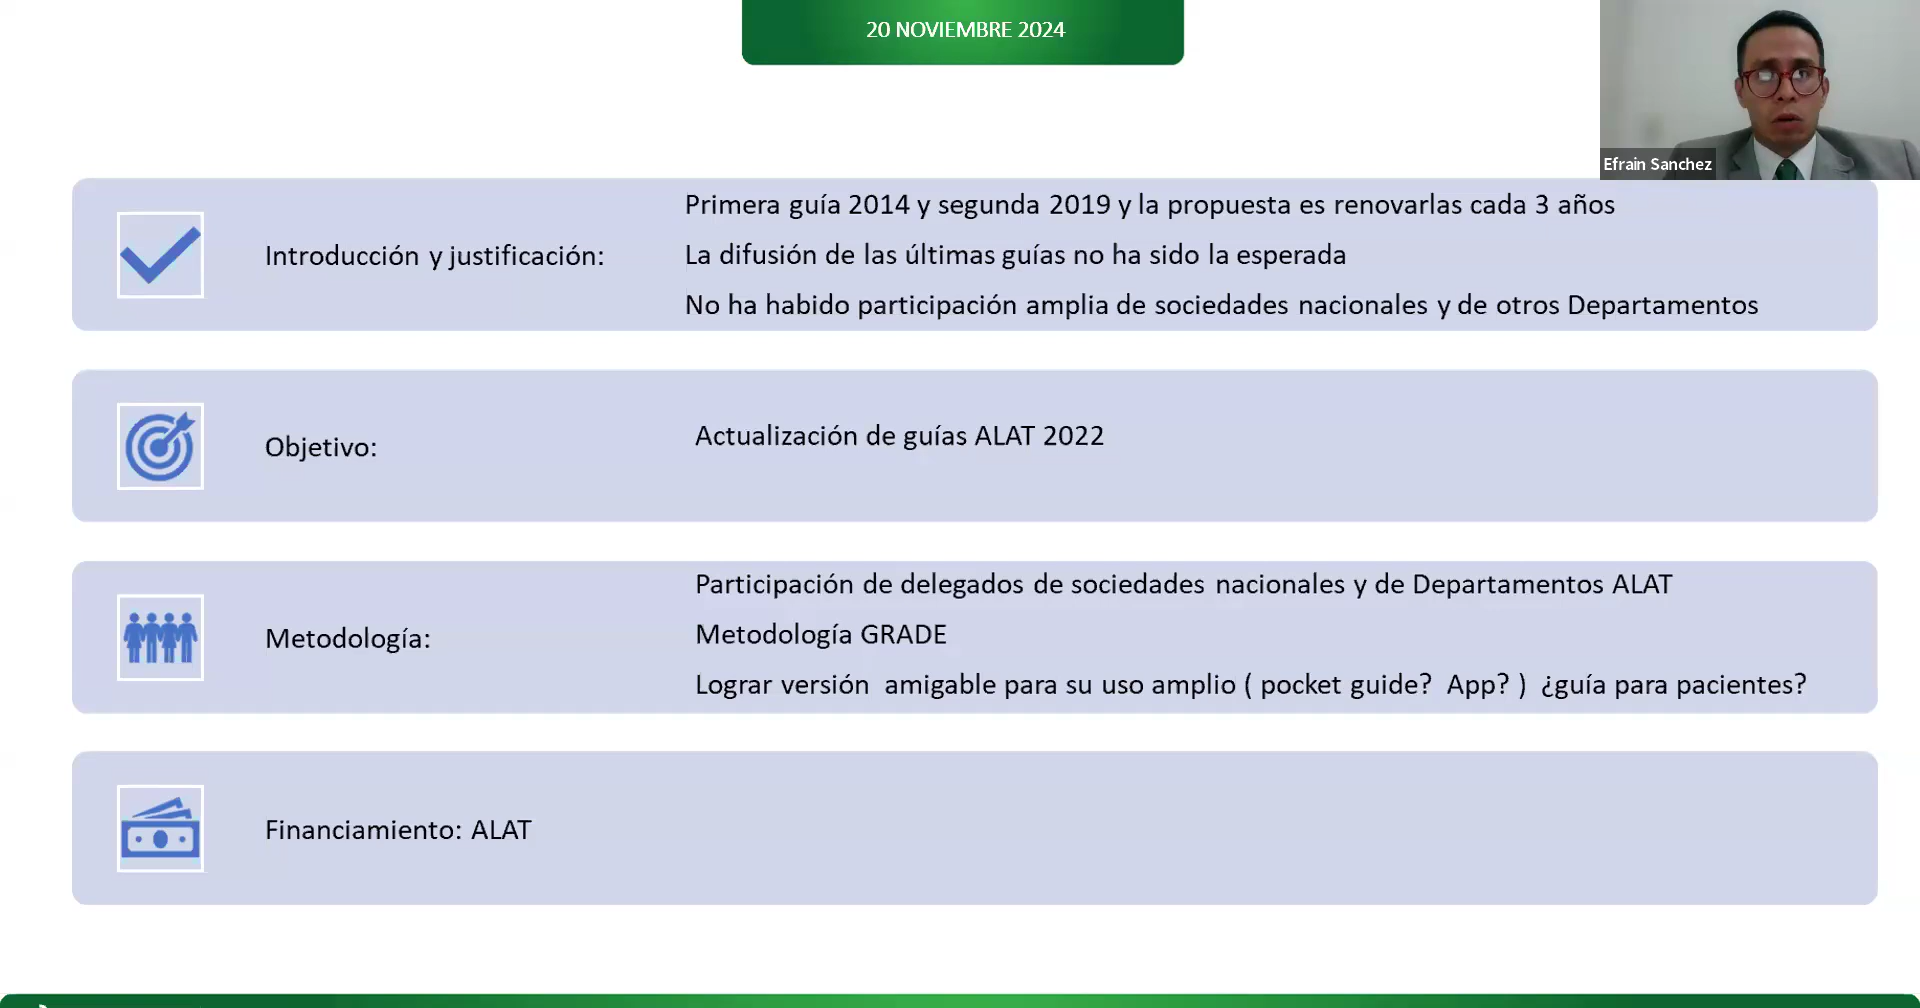 20 NOVIEMBRE 2024
Efrain Sanchez
Introducción y justificación:
Primera guía 2014 y segunda 2019 y la propuesta es renovarlas cada 3 años
La difusión de las últimas guías no ha sido la esperada
No ha habido participación amplia de sociedades nacionales y de otros Departamentos
Objetivo:
Actualización de guías ALAT 2022
Metodología:
Participación de delegados de sociedades nacionales y de Departamentos ALAT
Metodología GRADE
Lograr versión amigable para su uso amplio ( pocket guide? App? ) ¿guía para pacientes?
Financiamiento: ALAT